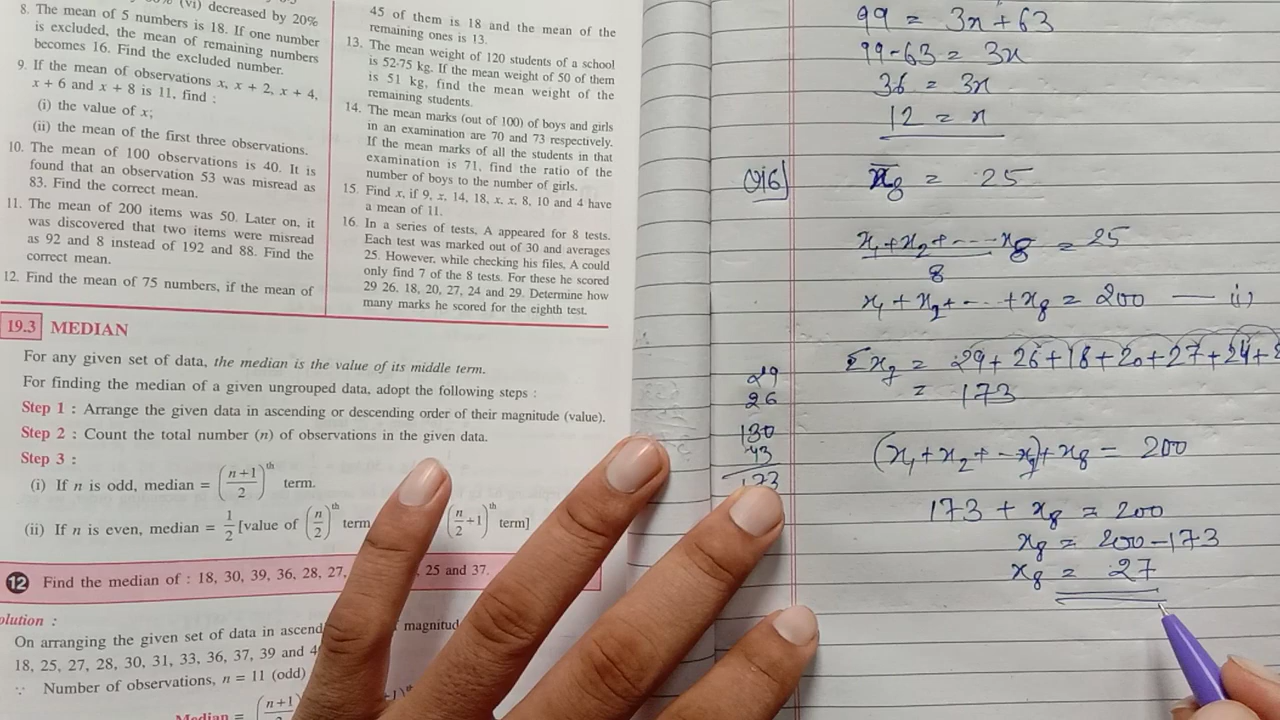 (vi) decreased by 20%
8. The mean of 5 numbers is 18. If one number
is excluded, the mean of remaining numbers
becomes 16. Find the excluded number.
9. If the mean of observations x, x + 2, x + 4,
x + 6 and x + 8 is 11, find :
(i) the value of x;
(ii) the mean of the first three observations.
10. The mean of 100 observations is 40. It is
found that an observation 53 was misread as
83. Find the correct mean.
11. The mean of 200 items was 50. Later on, it
was discovered that two items were misread
as 92 and 8 instead of 192 and 88. Find the
correct mean.
12. Find the mean of 75 numbers, if the mean of
45 of them is 18 and the mean of the
remaining ones is 13.
13. The mean weight of 120 students of a school
is 52·75 kg. If the mean weight of 50 of them
is 51 kg, find the mean weight of the
remaining students.
14. The mean marks (out of 100) of boys and girls
in an examination are 70 and 73 respectively.
If the mean marks of all the students in that
examination is 71, find the ratio of the
number of boys to the number of girls.
15. Find x, if 9, x, 14, 18, x, x, 8, 10 and 4 have
a mean of 11.
16. In a series of tests, A appeared for 8 tests.
Each test was marked out of 30 and averages
25. However, while checking his files, A could
only find 7 of the 8 tests. For these he scored
29 26, 18, 20, 27, 24 and 29. Determine how
many marks he scored for the eighth test.
19.3 MEDIAN
For any given set of data, the median is the value of its middle term.
For finding the median of a given ungrouped data, adopt the following steps :
Step 1 : Arrange the given data in ascending or descending order of their magnitude (value).
Step 2 : Count the total number (n) of observations in the given data.
Step 3 :
(i) If n is odd, median = ((n+1)/2)th term.
(ii) If n is even, median = 1/2 [value of (n/2)th term (n/2 +1)th term]
12 Find the median of : 18, 30, 39, 36, 28, 27, 25 and 37.
On arranging the given set of data in
18, 25, 27, 28, 30, 31, 33, 36, 37, 39 and
∵ Number of observations, n = 11 (odd)
Median = (n+1
99 = 3x + 63
99 - 63 = 3x
36 = 3x
12 = x
Q16) x̄8 = 25
(x1 + x2 + --- x8)/8 = 25
x1 + x2 + --- + x8 = 200 — (i)
Σx7 = 29 + 26 + 18 + 20 + 27 + 24 +
= 173
29
26
130
43
173
(x1 + x2 + - x7) + x8 = 200
173 + x8 = 200
x8 = 200 - 173
x8 = 27